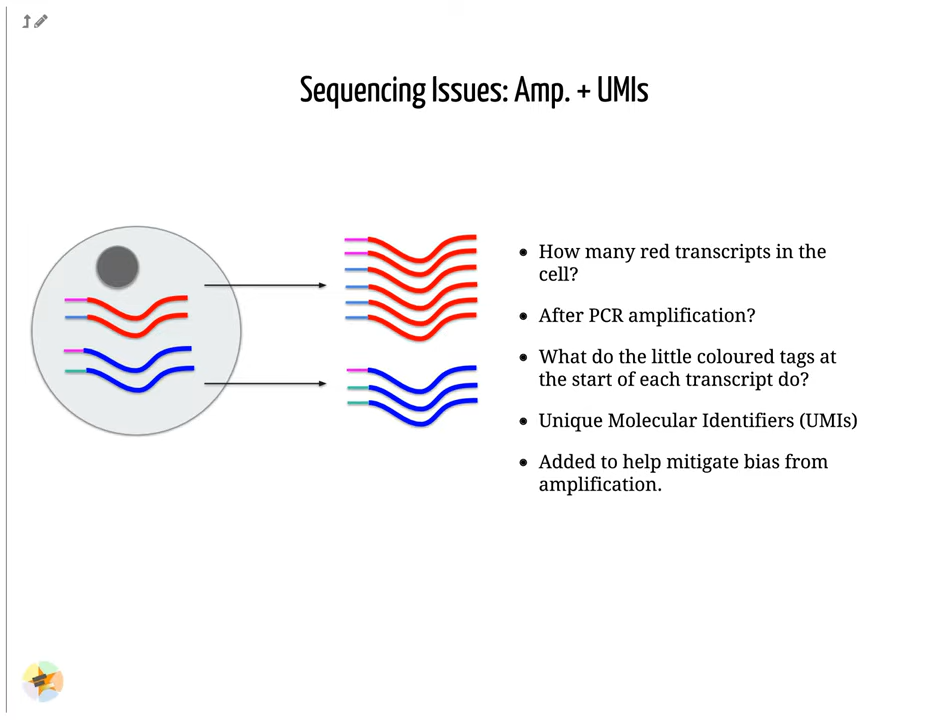 Sequencing Issues: Amp. + UMIs
How many red transcripts in the
cell?
After PCR amplification?
What do the little coloured tags at
the start of each transcript do?
Unique Molecular Identifiers (UMIs)
Added to help mitigate bias from
amplification.